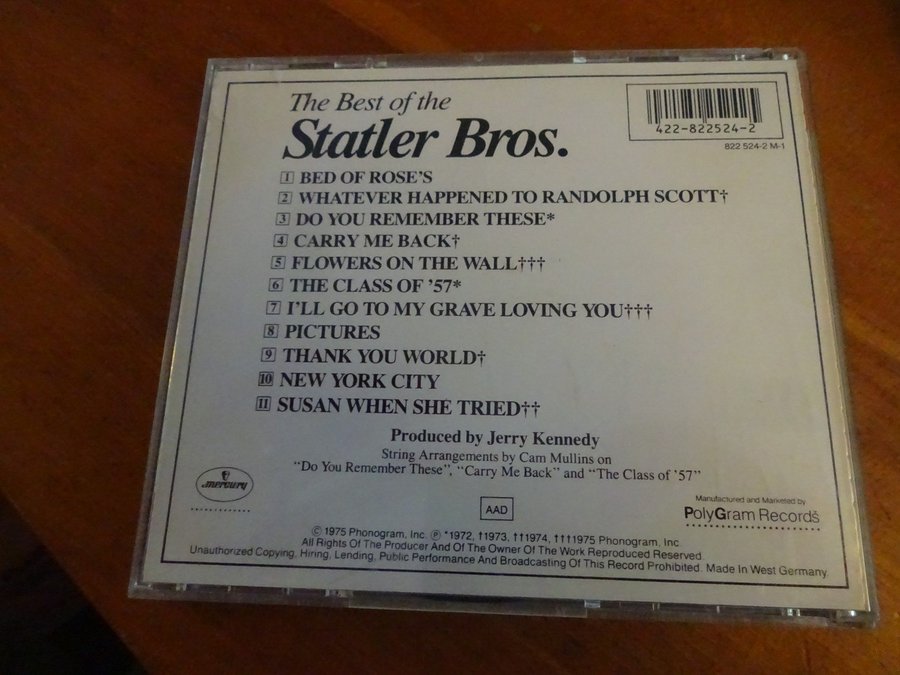 The Best of the
Statler Bros.
422-822524-2
822 524-2 M-1
1 BED OF ROSE'S
2 WHATEVER HAPPENED TO RANDOLPH SCOTT†
3 DO YOU REMEMBER THESE*
4 CARRY ME BACK†
5 FLOWERS ON THE WALL†††
6 THE CLASS OF '57*
7 I'LL GO TO MY GRAVE LOVING YOU†††
8 PICTURES
9 THANK YOU WORLD†
10 NEW YORK CITY
11 SUSAN WHEN SHE TRIED††
Produced by Jerry Kennedy
String Arrangements by Cam Mullins on
"Do You Remember These", "Carry Me Back" and "The Class of '57"
mercury
AAD
Manufactured and Marketed by
PolyGram Records
© 1975 Phonogram, Inc. ℗ *1972, †1973, ††1974, †††1975 Phonogram, Inc.
All Rights Of The Producer And Of The Owner Of The Work Reproduced Reserved.
Unauthorized Copying, Hiring, Lending, Public Performance And Broadcasting Of This Record Prohibited. Made In West Germany